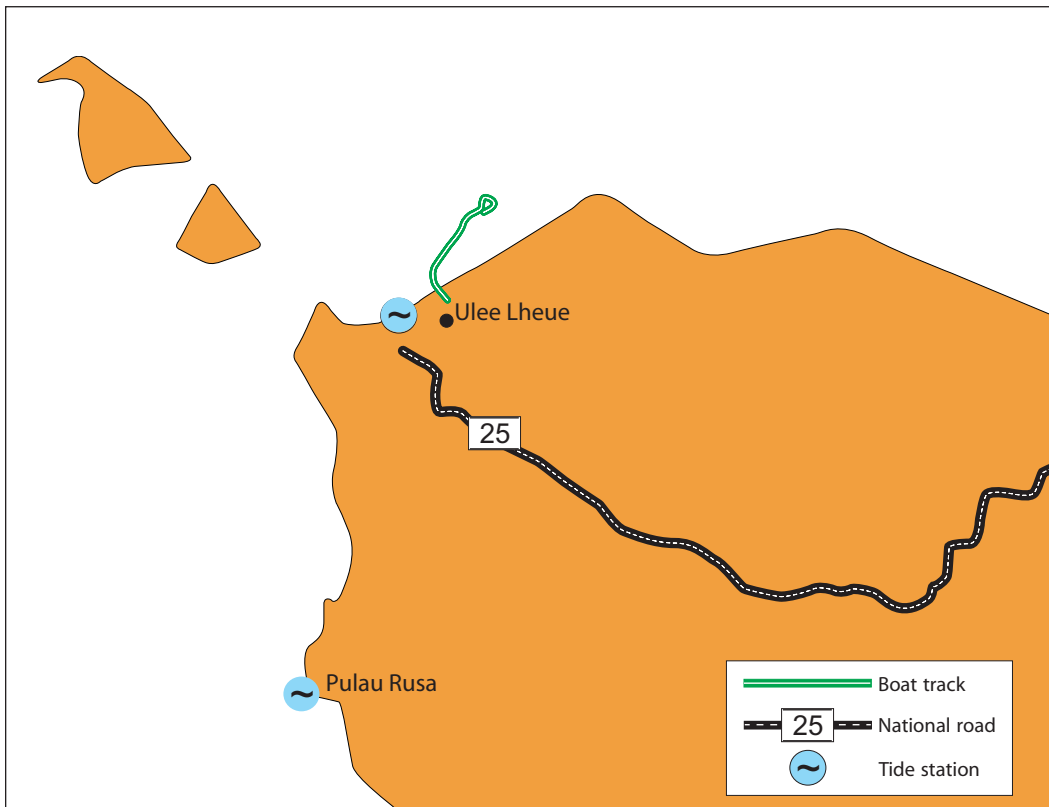 ~
Ulee Lheue
25
~
Pulau Rusa
Boat track
25
National road
~
Tide station